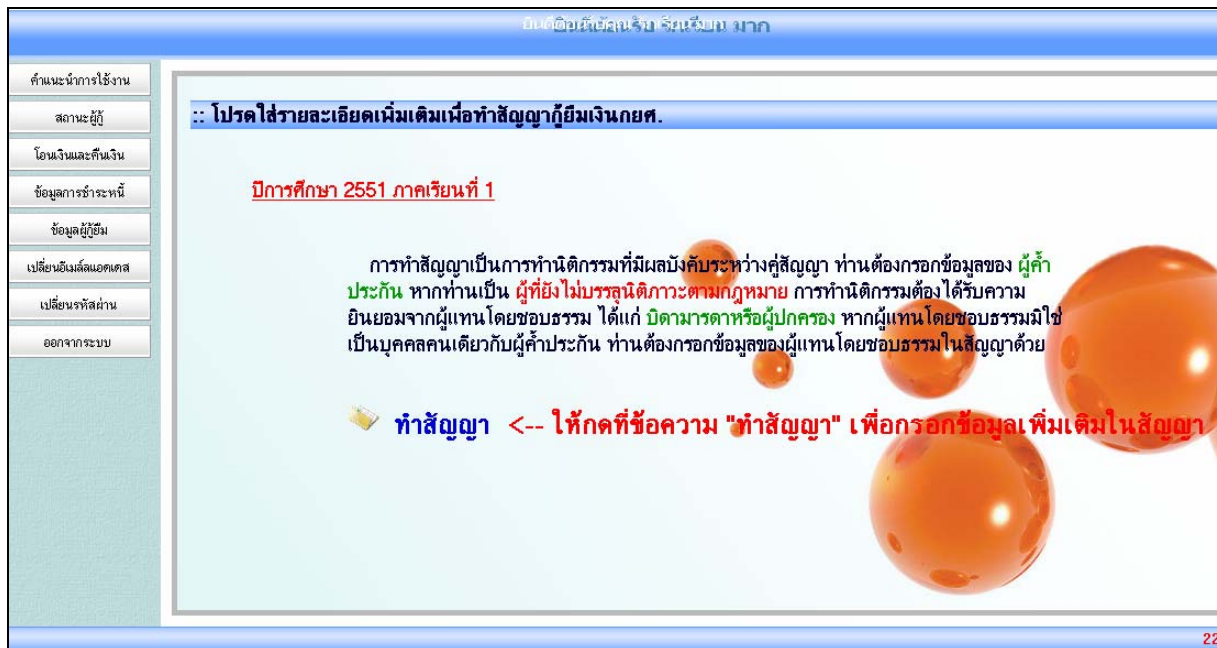 มาก
คำแนะนำการใช้งาน
สถานะผู้กู้
โอนเงินและคืนเงิน
ข้อมูลการชำระหนี้
ข้อมูลผู้กู้ยืม
เปลี่ยนอีเมล์แอดเดส
เปลี่ยนรหัสผ่าน
ออกจากระบบ
:: โปรดใส่รายละเอียดเพิ่มเติมเพื่อทำสัญญากู้ยืมเงินกยศ.
ปีการศึกษา 2551 ภาคเรียนที่ 1
การทำสัญญาเป็นการทำนิติกรรมที่มีผลบังคับระหว่างคู่สัญญา ท่านต้องกรอกข้อมูลของ ผู้ค้ำ
ประกัน หากท่านเป็น ผู้ที่ยังไม่บรรลุนิติภาวะตามกฎหมาย การทำนิติกรรมต้องได้รับความ
ยินยอมจากผู้แทนโดยชอบธรรม ได้แก่ บิดามารดาหรือผู้ปกครอง หากผู้แทนโดยชอบธรรมมิใช่
เป็นบุคคลคนเดียวกับผู้ค้ำประกัน ท่านต้องกรอกข้อมูลของผู้แทนโดยชอบธรรมในสัญญาด้วย
ทำสัญญา <-- ให้กดที่ข้อความ "ทำสัญญา" เพื่อกรอกข้อมูลเพิ่มเติมในสัญญา
22